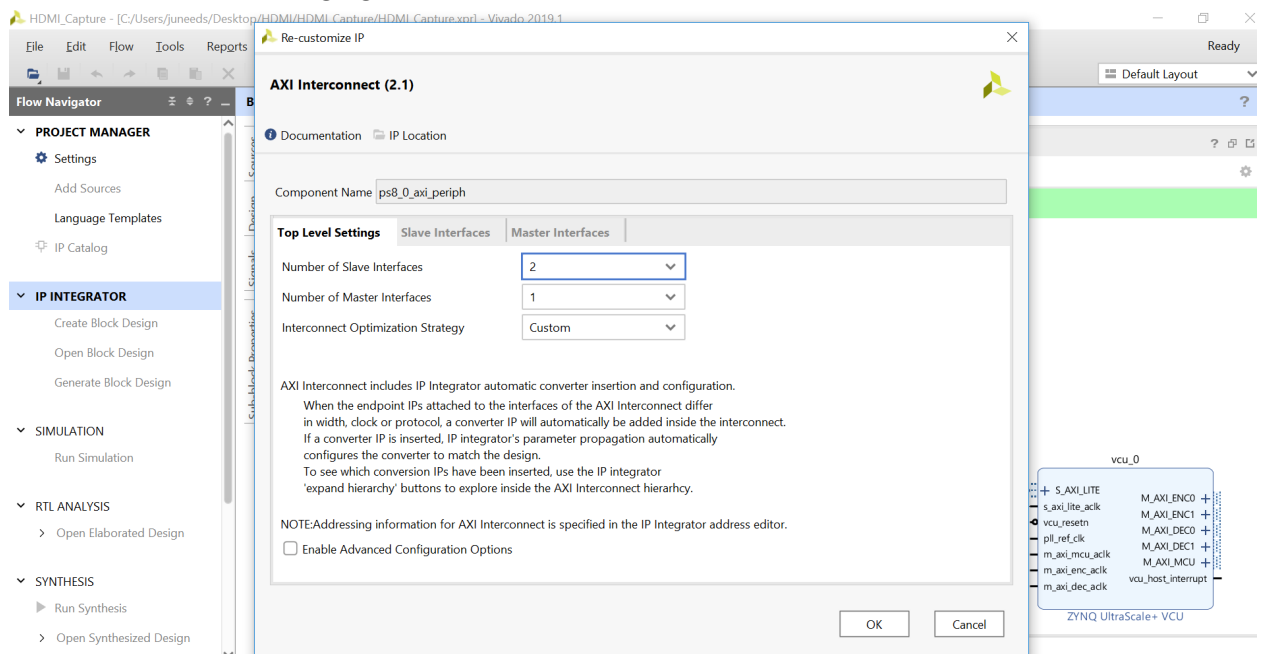 HDMI_Capture - [C:/Users/juneeds/Desktop/HDMI/HDMI_Capture/HDMI_Capture.xpr] - Vivado 2019.1
File Edit Flow Tools Reports
Ready
Default Layout
Flow Navigator
PROJECT MANAGER
Settings
Add Sources
Language Templates
IP Catalog
IP INTEGRATOR
Create Block Design
Open Block Design
Generate Block Design
SIMULATION
Run Simulation
RTL ANALYSIS
Open Elaborated Design
SYNTHESIS
Run Synthesis
Open Synthesized Design
Sources
Design
Signals
Re-customize IP
AXI Interconnect (2.1)
Documentation IP Location
Component Name ps8_0_axi_periph
Top Level Settings Slave Interfaces Master Interfaces
Number of Slave Interfaces 2
Number of Master Interfaces 1
Interconnect Optimization Strategy Custom
AXI Interconnect includes IP Integrator automatic converter insertion and configuration.
When the endpoint IPs attached to the interfaces of the AXI Interconnect differ
in width, clock or protocol, a converter IP will automatically be added inside the interconnect.
If a converter IP is inserted, IP integrator's parameter propagation automatically
configures the converter to match the design.
To see which conversion IPs have been inserted, use the IP integrator
'expand hierarchy' buttons to explore inside the AXI Interconnect hierarhcy.
NOTE:Addressing information for AXI Interconnect is specified in the IP Integrator address editor.
Enable Advanced Configuration Options
OK Cancel
vcu_0
S_AXI_LITE
s_axi_lite_aclk
vcu_resetn
pll_ref_clk
m_axi_mcu_aclk
m_axi_enc_aclk
m_axi_dec_aclk
M_AXI_ENC0
M_AXI_ENC1
M_AXI_DEC0
M_AXI_DEC1
M_AXI_MCU
vcu_host_interrupt
ZYNQ UltraScale+ VCU